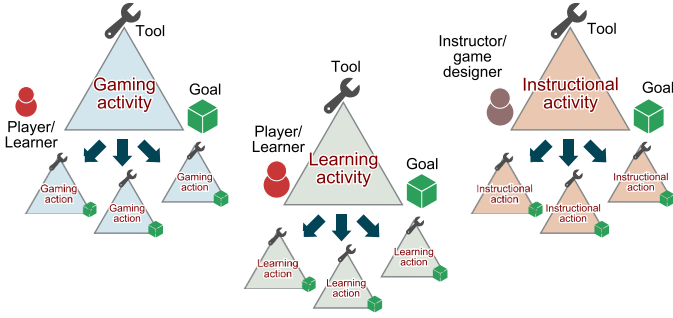 Tool
Gaming
activity
Goal
Player/
Learner
Gaming
action
Gaming
action
Gaming
action
Tool
Player/
Learner
Learning
activity
Goal
Learning
action
Learning
action
Learning
action
Tool
Instructor/
game
designer
Instructional
activity
Goal
Instructional
action
Instructional
action
Instructional
action